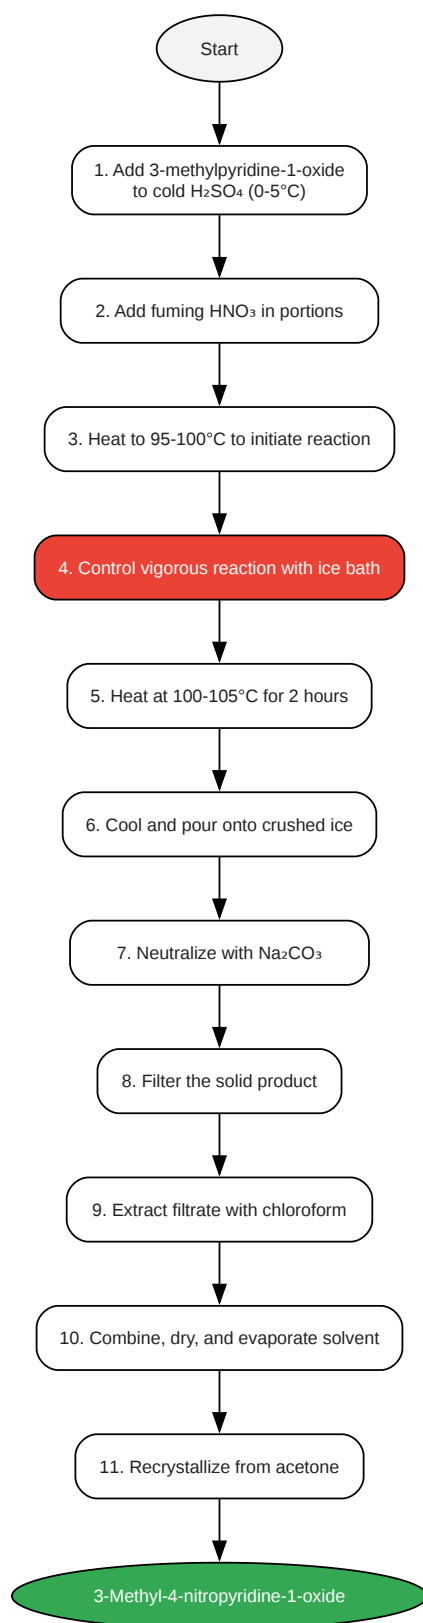 Start
1. Add 3-methylpyridine-1-oxide
to cold H₂SO₄ (0-5°C)
2. Add fuming HNO₃ in portions
3. Heat to 95-100°C to initiate reaction
4. Control vigorous reaction with ice bath
5. Heat at 100-105°C for 2 hours
6. Cool and pour onto crushed ice
7. Neutralize with Na₂CO₃
8. Filter the solid product
9. Extract filtrate with chloroform
10. Combine, dry, and evaporate solvent
11. Recrystallize from acetone
3-Methyl-4-nitropyridine-1-oxide